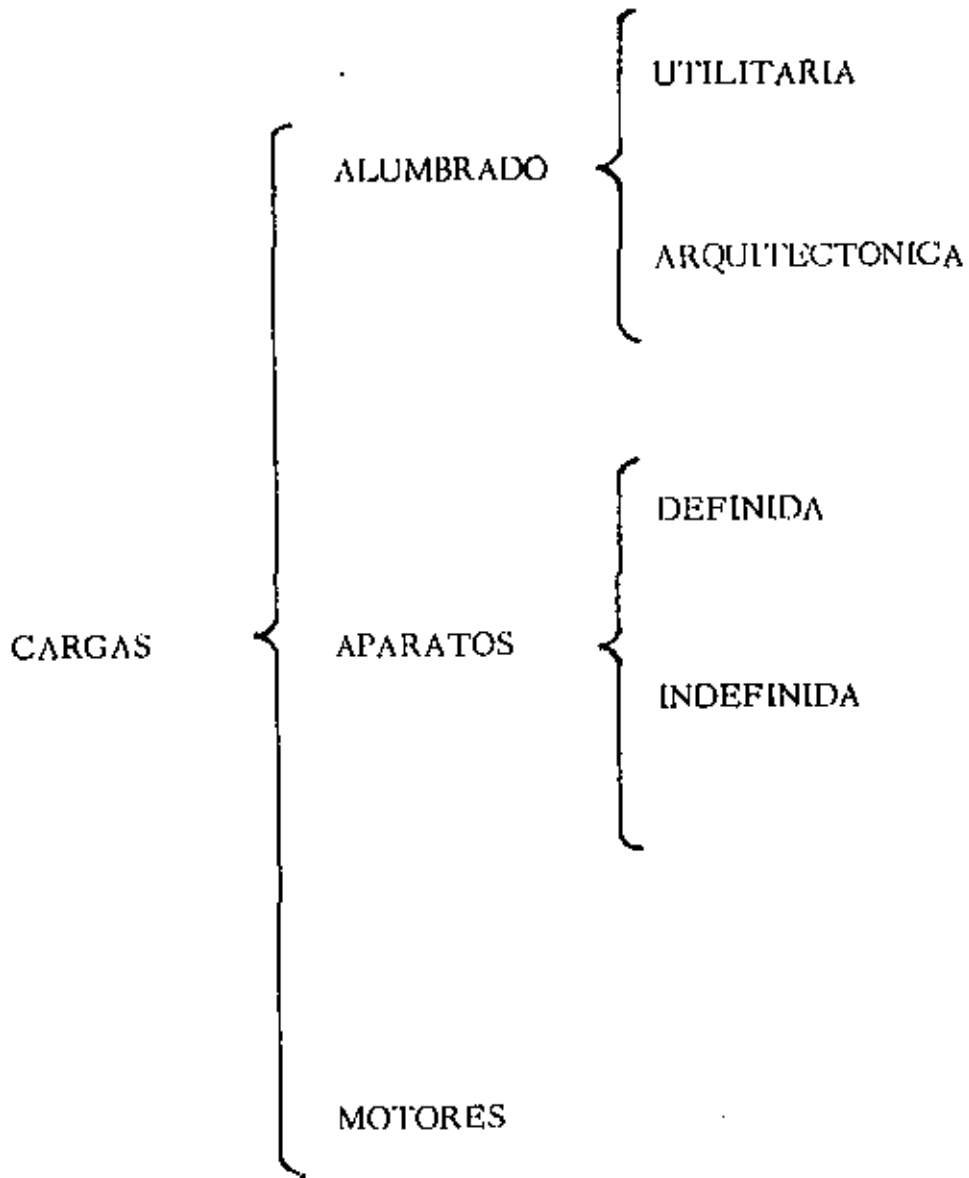 UTILITARIA
ALUMBRADO
ARQUITECTONICA
DEFINIDA
CARGAS
APARATOS
INDEFINIDA
MOTORES